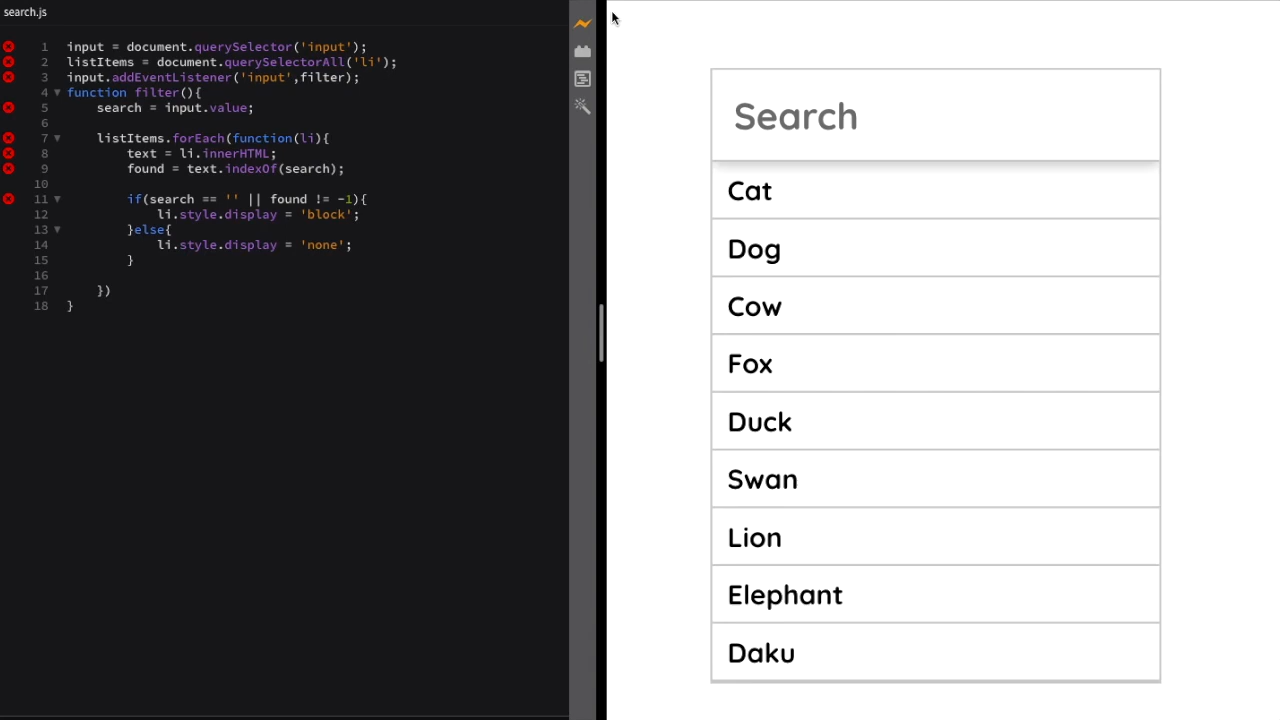 search.js
1 input = document.querySelector('input');
2 listItems = document.querySelectorAll('li');
3 input.addEventListener('input',filter);
4 function filter(){
5     search = input.value;
6
7     listItems.forEach(function(li){
8         text = li.innerHTML;
9         found = text.indexOf(search);
10
11         if(search == '' || found != -1){
12             li.style.display = 'block';
13         }else{
14             li.style.display = 'none';
15         }
16
17     })
18 }
Search
Cat
Dog
Cow
Fox
Duck
Swan
Lion
Elephant
Daku